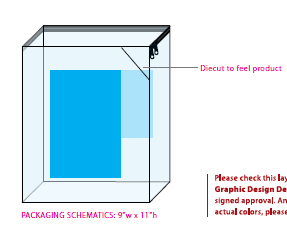 Diecut to feel product
Please check this lay
Graphic Design De
signed approval. An
actual colors, please
PACKAGING SCHEMATICS: 9"w x 11"h